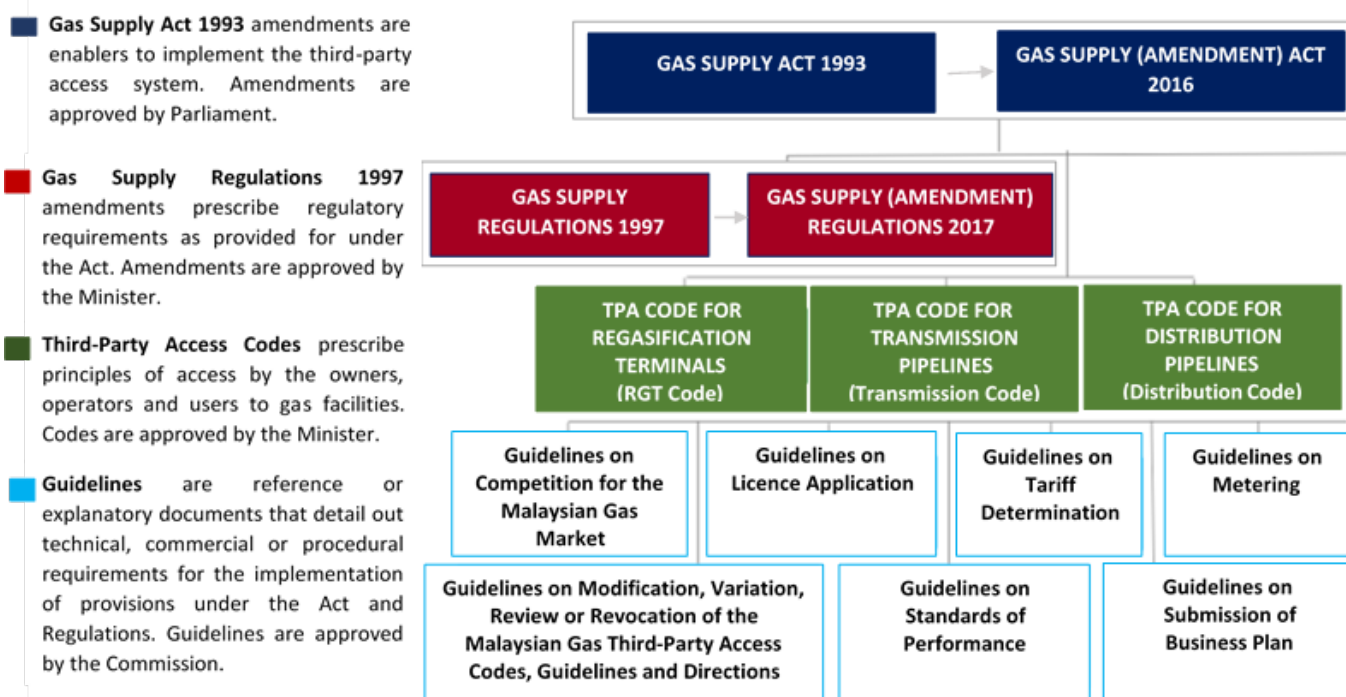 Gas Supply Act 1993 amendments are
enablers to implement the third-party
access system. Amendments are
approved by Parliament.
Gas Supply Regulations 1997
amendments prescribe regulatory
requirements as provided for under
the Act. Amendments are approved by
the Minister.
Third-Party Access Codes prescribe
principles of access by the owners,
operators and users to gas facilities.
Codes are approved by the Minister.
Guidelines are reference or
explanatory documents that detail out
technical, commercial or procedural
requirements for the implementation
of provisions under the Act and
Regulations. Guidelines are approved
by the Commission.
GAS SUPPLY ACT 1993
GAS SUPPLY (AMENDMENT) ACT
2016
GAS SUPPLY
REGULATIONS 1997
GAS SUPPLY (AMENDMENT)
REGULATIONS 2017
TPA CODE FOR
REGASIFICATION
TERMINALS
(RGT Code)
TPA CODE FOR
TRANSMISSION
PIPELINES
(Transmission Code)
TPA CODE FOR
DISTRIBUTION
PIPELINES
(Distribution Code)
Guidelines on
Competition for the
Malaysian Gas
Market
Guidelines on
Licence Application
Guidelines on
Tariff
Determination
Guidelines on
Metering
Guidelines on Modification, Variation,
Review or Revocation of the
Malaysian Gas Third-Party Access
Codes, Guidelines and Directions
Guidelines on
Standards of
Performance
Guidelines on
Submission of
Business Plan